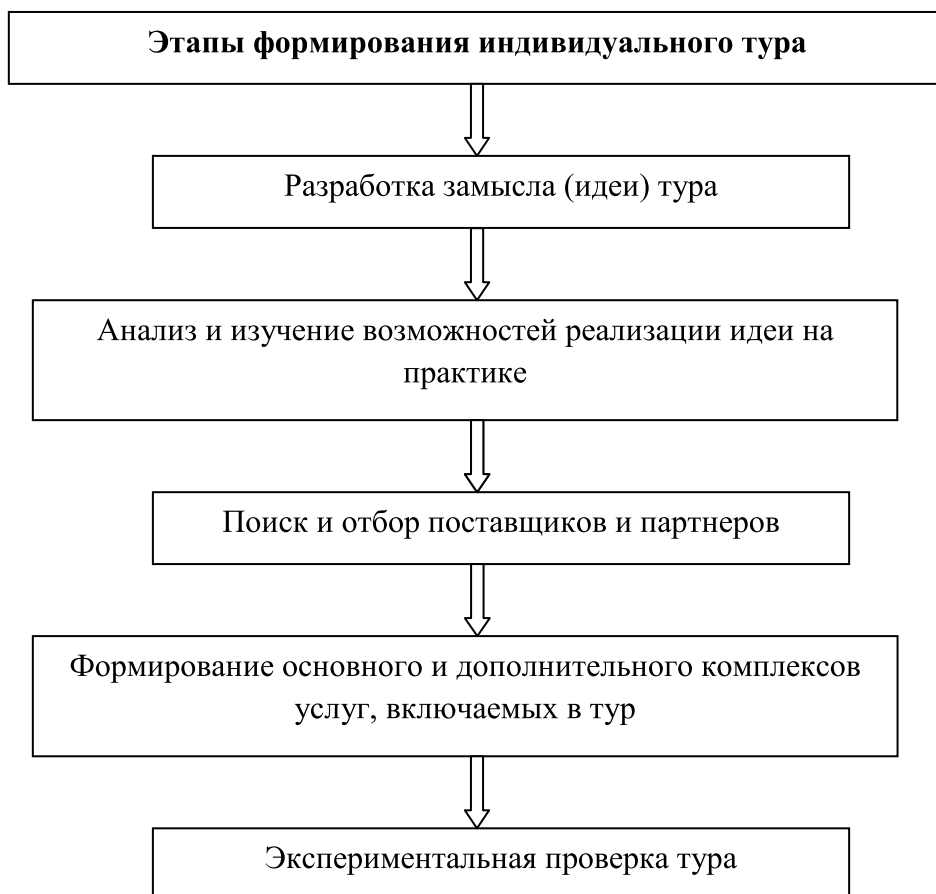 Этапы формирования индивидуального тура
Разработка замысла (идеи) тура
Анализ и изучение возможностей реализации идеи на
практике
Поиск и отбор поставщиков и партнеров
Формирование основного и дополнительного комплексов
услуг, включаемых в тур
Экспериментальная проверка тура